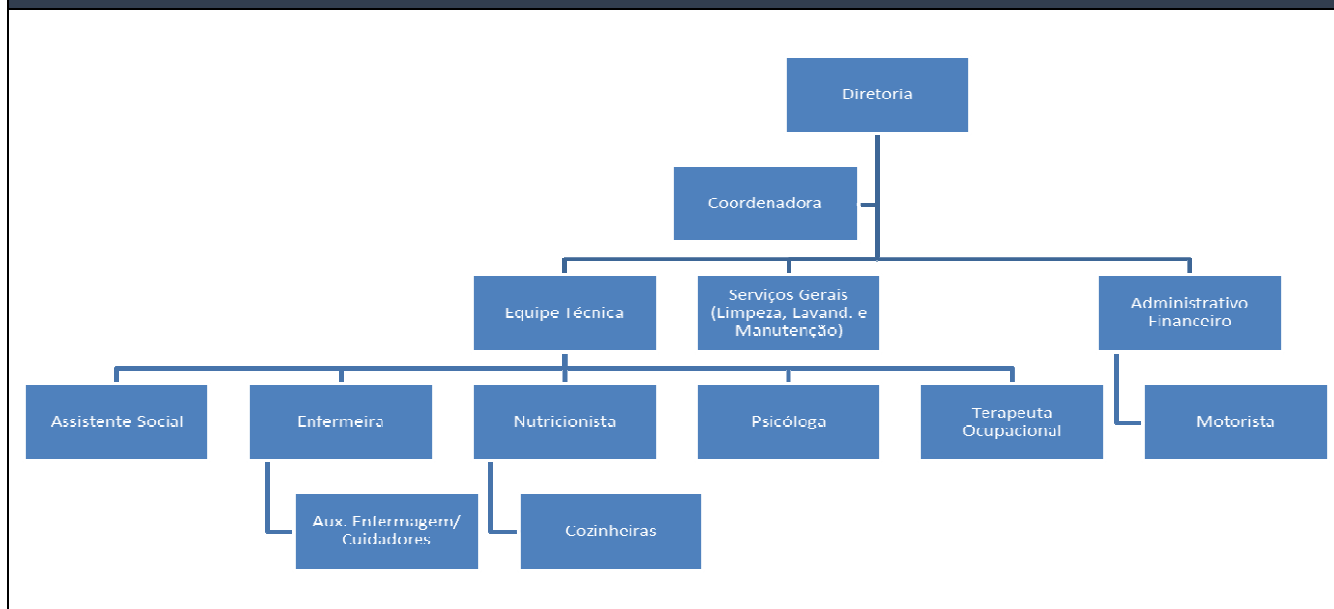 Diretoria
Coordenadora
Equipe Técnica
Serviços Gerais
(Limpeza, Lavand. e
Manutenção)
Administrativo
Financeiro
Assistente Social
Enfermeira
Nutricionista
Psicóloga
Terapeuta
Ocupacional
Motorista
Aux. Enfermagem/
Cuidadores
Cozinheiras